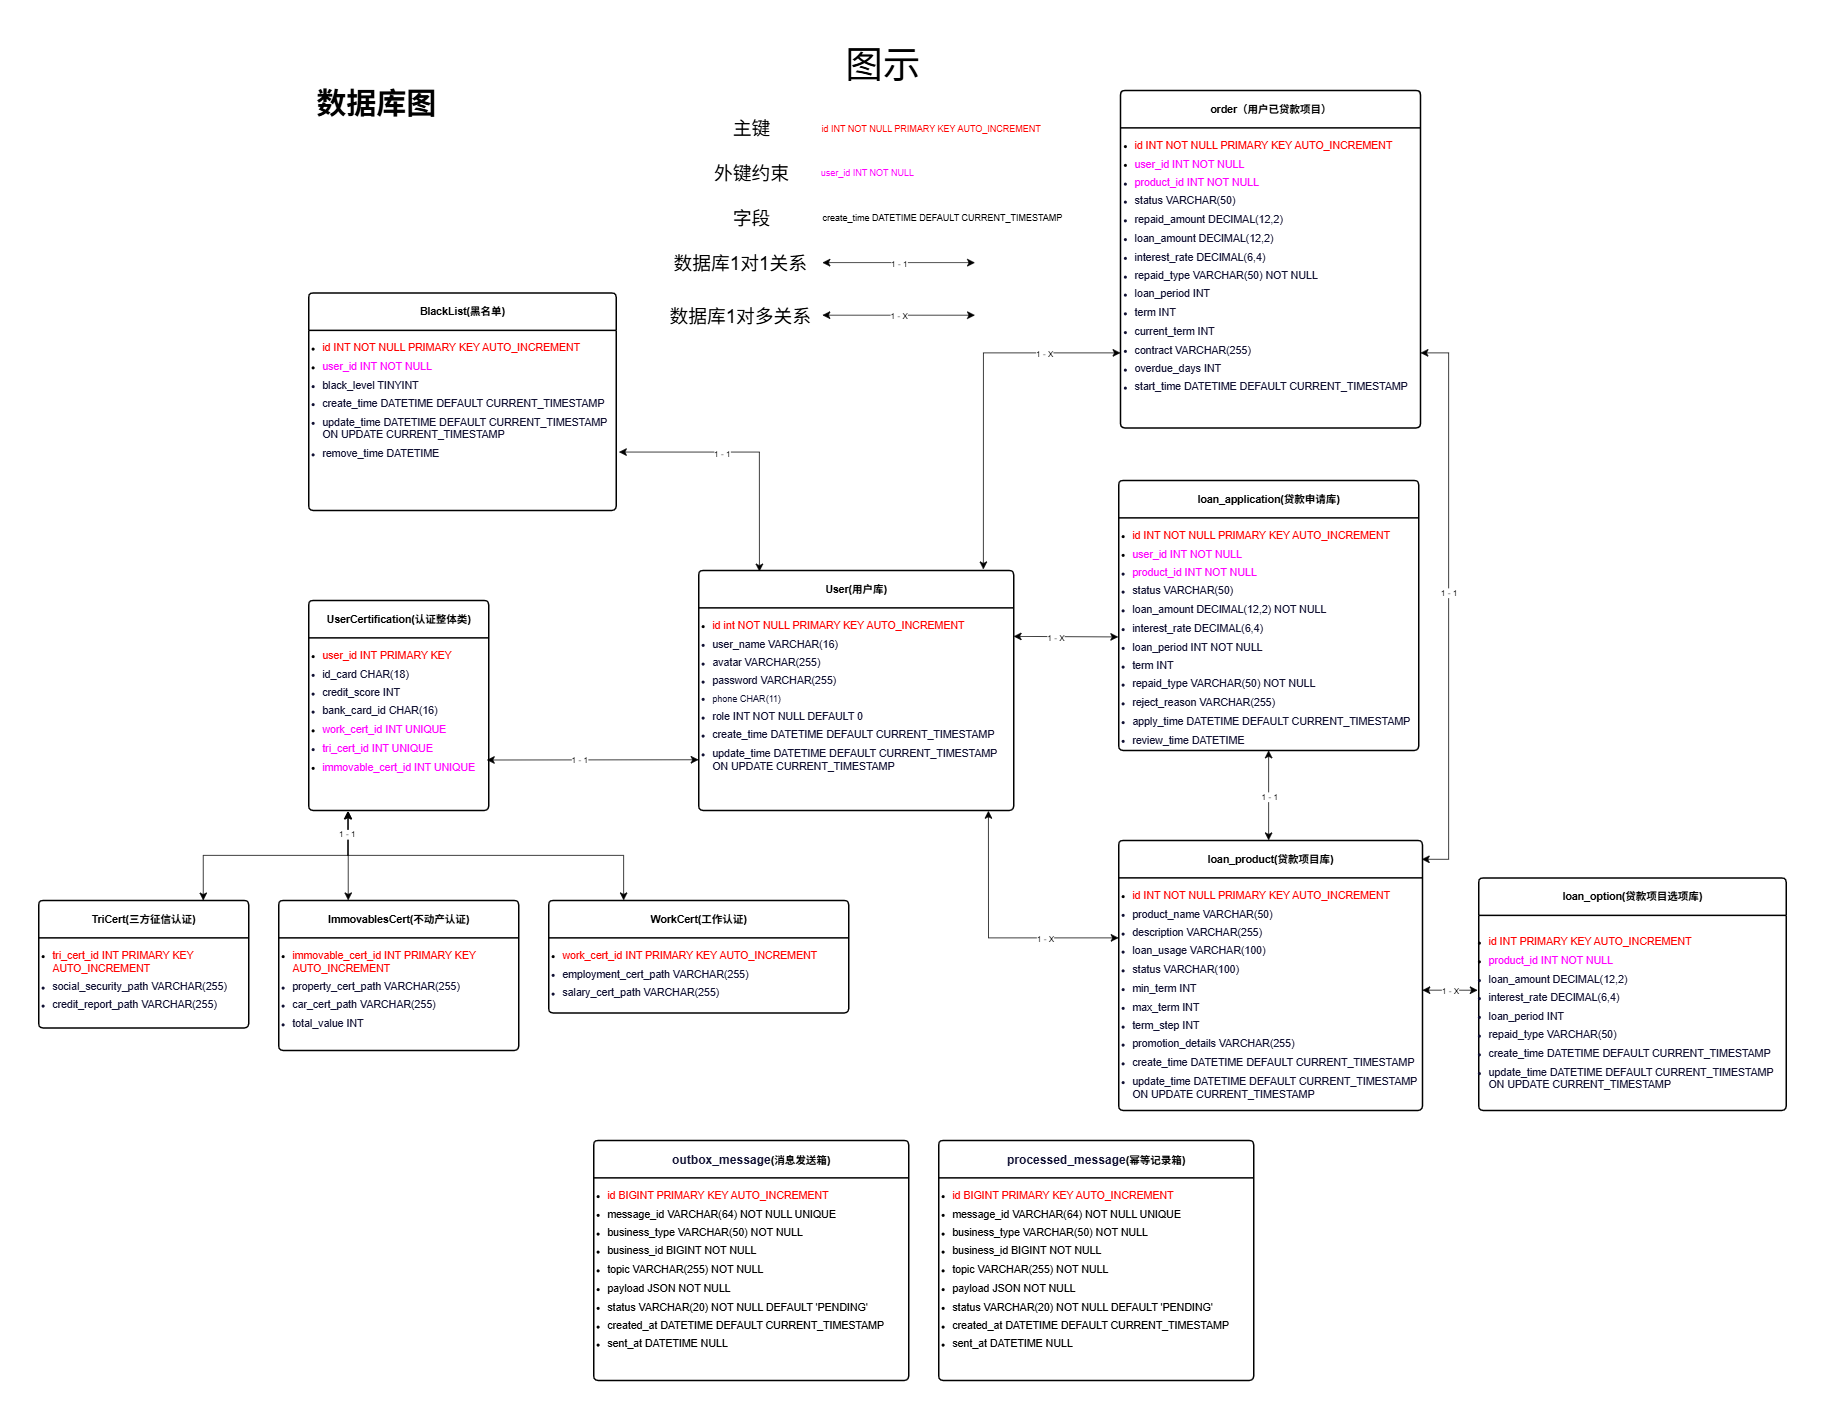 图示
数据库图
主键
id INT NOT NULL PRIMARY KEY AUTO_INCREMENT
外键约束
user_id INT NOT NULL
字段
create_time DATETIME DEFAULT CURRENT_TIMESTAMP
数据库1对1关系
1 - 1
数据库1对多关系
1 - X
order（用户已贷款项目）
id INT NOT NULL PRIMARY KEY AUTO_INCREMENT
user_id INT NOT NULL
product_id INT NOT NULL
status VARCHAR(50)
repaid_amount DECIMAL(12,2)
loan_amount DECIMAL(12,2)
interest_rate DECIMAL(6,4)
repaid_type VARCHAR(50) NOT NULL
loan_period INT
term INT
current_term INT
contract VARCHAR(255)
overdue_days INT
start_time DATETIME DEFAULT CURRENT_TIMESTAMP
BlackList(黑名单)
id INT NOT NULL PRIMARY KEY AUTO_INCREMENT
user_id INT NOT NULL
black_level TINYINT
create_time DATETIME DEFAULT CURRENT_TIMESTAMP
update_time DATETIME DEFAULT CURRENT_TIMESTAMP
ON UPDATE CURRENT_TIMESTAMP
remove_time DATETIME
1 - X
1 - 1
loan_application(贷款申请库)
id INT NOT NULL PRIMARY KEY AUTO_INCREMENT
user_id INT NOT NULL
product_id INT NOT NULL
status VARCHAR(50)
loan_amount DECIMAL(12,2) NOT NULL
interest_rate DECIMAL(6,4)
loan_period INT NOT NULL
term INT
repaid_type VARCHAR(50) NOT NULL
reject_reason VARCHAR(255)
apply_time DATETIME DEFAULT CURRENT_TIMESTAMP
review_time DATETIME
1 - 1
User(用户库)
id int NOT NULL PRIMARY KEY AUTO_INCREMENT
user_name VARCHAR(16)
avatar VARCHAR(255)
password VARCHAR(255)
phone CHAR(11)
role INT NOT NULL DEFAULT 0
create_time DATETIME DEFAULT CURRENT_TIMESTAMP
update_time DATETIME DEFAULT CURRENT_TIMESTAMP
ON UPDATE CURRENT_TIMESTAMP
1 - X
UserCertification(认证整体类)
user_id INT PRIMARY KEY
id_card CHAR(18)
credit_score INT
bank_card_id CHAR(16)
work_cert_id INT UNIQUE
tri_cert_id INT UNIQUE
immovable_cert_id INT UNIQUE
1 - 1
1 - 1
1 - 1
loan_product(贷款项目库)
id INT NOT NULL PRIMARY KEY AUTO_INCREMENT
product_name VARCHAR(50)
description VARCHAR(255)
loan_usage VARCHAR(100)
status VARCHAR(100)
min_term INT
max_term INT
term_step INT
promotion_details VARCHAR(255)
create_time DATETIME DEFAULT CURRENT_TIMESTAMP
update_time DATETIME DEFAULT CURRENT_TIMESTAMP
ON UPDATE CURRENT_TIMESTAMP
1 - X
1 - X
loan_option(贷款项目选项库)
id INT PRIMARY KEY AUTO_INCREMENT
product_id INT NOT NULL
loan_amount DECIMAL(12,2)
interest_rate DECIMAL(6,4)
loan_period INT
repaid_type VARCHAR(50)
create_time DATETIME DEFAULT CURRENT_TIMESTAMP
update_time DATETIME DEFAULT CURRENT_TIMESTAMP
ON UPDATE CURRENT_TIMESTAMP
TriCert(三方征信认证)
tri_cert_id INT PRIMARY KEY
AUTO_INCREMENT
social_security_path VARCHAR(255)
credit_report_path VARCHAR(255)
ImmovablesCert(不动产认证)
immovable_cert_id INT PRIMARY KEY
AUTO_INCREMENT
property_cert_path VARCHAR(255)
car_cert_path VARCHAR(255)
total_value INT
WorkCert(工作认证)
work_cert_id INT PRIMARY KEY AUTO_INCREMENT
employment_cert_path VARCHAR(255)
salary_cert_path VARCHAR(255)
outbox_message(消息发送箱)
id BIGINT PRIMARY KEY AUTO_INCREMENT
message_id VARCHAR(64) NOT NULL UNIQUE
business_type VARCHAR(50) NOT NULL
business_id BIGINT NOT NULL
topic VARCHAR(255) NOT NULL
payload JSON NOT NULL
status VARCHAR(20) NOT NULL DEFAULT 'PENDING'
created_at DATETIME DEFAULT CURRENT_TIMESTAMP
sent_at DATETIME NULL
processed_message(幂等记录箱)
id BIGINT PRIMARY KEY AUTO_INCREMENT
message_id VARCHAR(64) NOT NULL UNIQUE
business_type VARCHAR(50) NOT NULL
business_id BIGINT NOT NULL
topic VARCHAR(255) NOT NULL
payload JSON NOT NULL
status VARCHAR(20) NOT NULL DEFAULT 'PENDING'
created_at DATETIME DEFAULT CURRENT_TIMESTAMP
sent_at DATETIME NULL